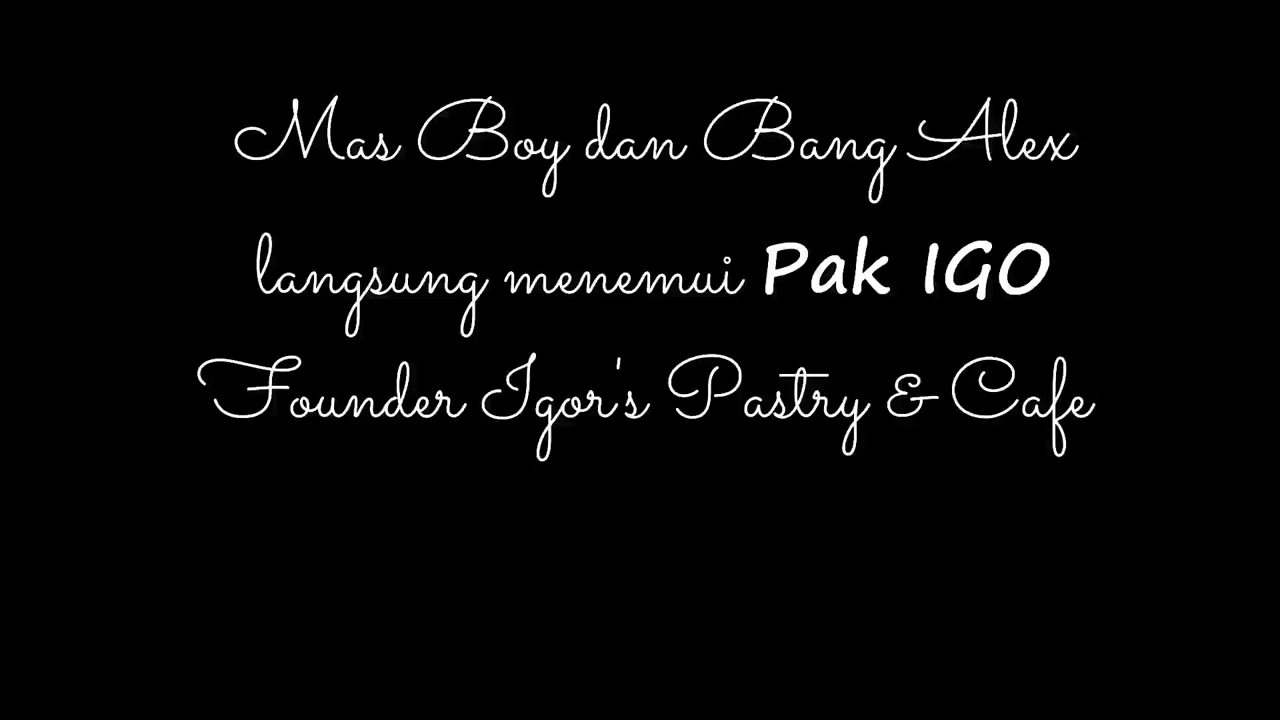 Mas Boy dan Bang Alex
langsung menemui Pak IGO
Founder Igor's Pastry & Cafe